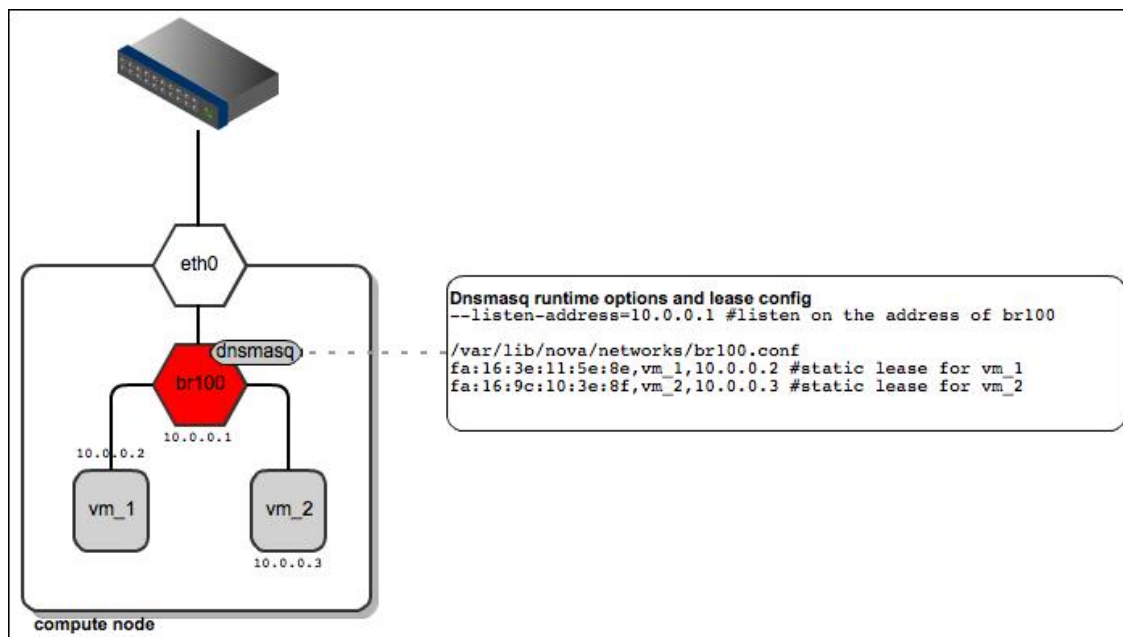 eth0
Dnsmasq runtime options and lease config
--listen-address=10.0.0.1 #listen on the address of br100
dnsmasq
/var/lib/nova/networks/br100.conf
fa:16:3e:11:5e:8e,vm_1,10.0.0.2 #static lease for vm_1
fa:16:9c:10:3e:8f,vm_2,10.0.0.3 #static lease for vm_2
br100
10.0.0.1
10.0.0.2
vm_1
vm_2
10.0.0.3
compute node